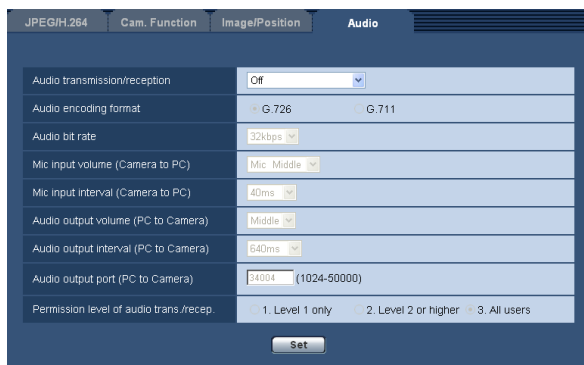 JPEG/H.264 Cam. Function Image/Position Audio
Audio transmission/reception Off
Audio encoding format G.726 G.711
Audio bit rate 32kbps
Mic input volume (Camera to PC) Mic Middle
Mic input interval (Camera to PC) 40ms
Audio output volume (PC to Camera) Middle
Audio output interval (PC to Camera) 640ms
Audio output port (PC to Camera) 34004 (1024-50000)
Permission level of audio trans./recep. 1. Level 1 only 2. Level 2 or higher 3. All users
Set